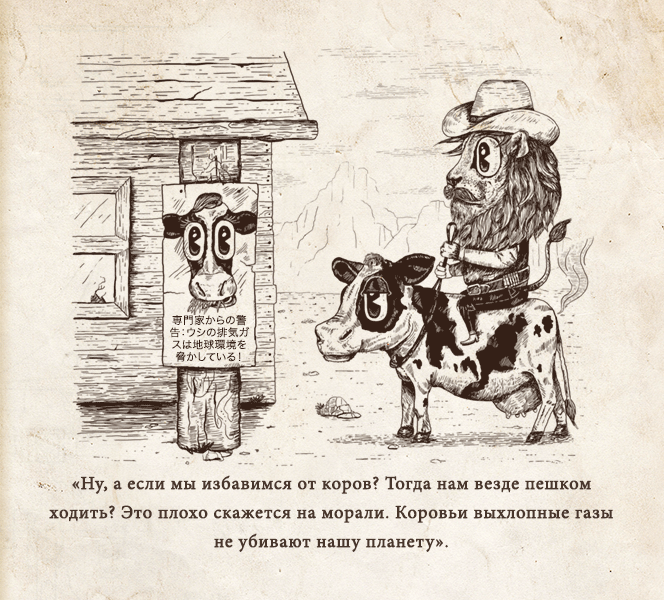 専門家からの警
告：ウシの排気ガ
スは地球環境を
脅かしている！
«Ну, а если мы избавимся от коров? Тогда нам везде пешком
ходить? Это плохо скажется на морали. Коровьи выхлопные газы
не убивают нашу планету».